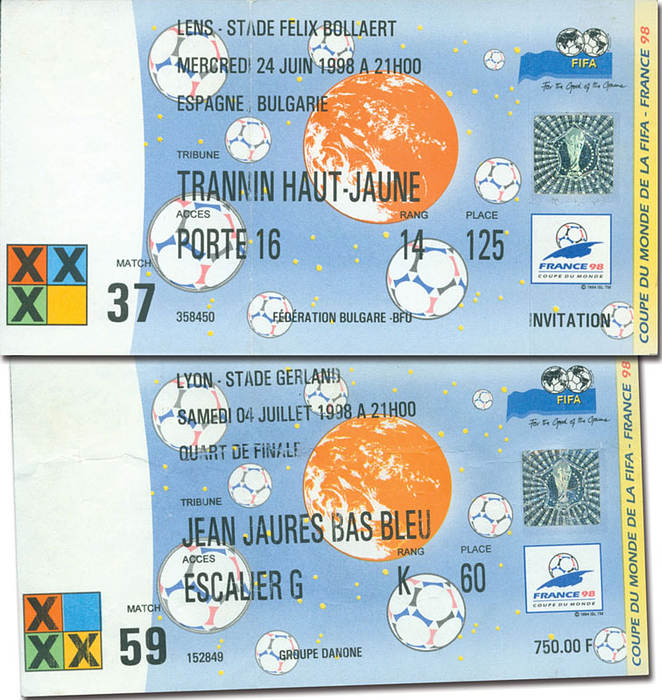 LENS - STADE FELIX BOLLAERT
MERCREDI 24 JUIN 1998 A 21H00
ESPAGNE, BULGARIE
FIFA
For the Good of the Game
TRIBUNE
TRANNIN HAUT-JAUNE
ACCES RANG PLACE
PORTE 16 14 125
FRANCE 98
COUPE DU MONDE
© 1994 ISL TM
X X
X
MATCH
37
358450 FÉDÉRATION BULGARE -BFU
INVITATION
COUPE DU MONDE DE LA FIFA - FRANCE 98
LYON - STADE GERLAND
SAMEDI 04 JUILLET 1998 A 21H00
QUART DE FINALE
FIFA
For the Good of the Game
TRIBUNE
JEAN JAURES BAS BLEU
ACCES RANG PLACE
ESCALIER G K 60
FRANCE 98
COUPE DU MONDE
X
X X
MATCH
59
152849 GROUPE DANONE
750.00 F
COUPE DU MONDE DE LA FIFA - FRANCE 98